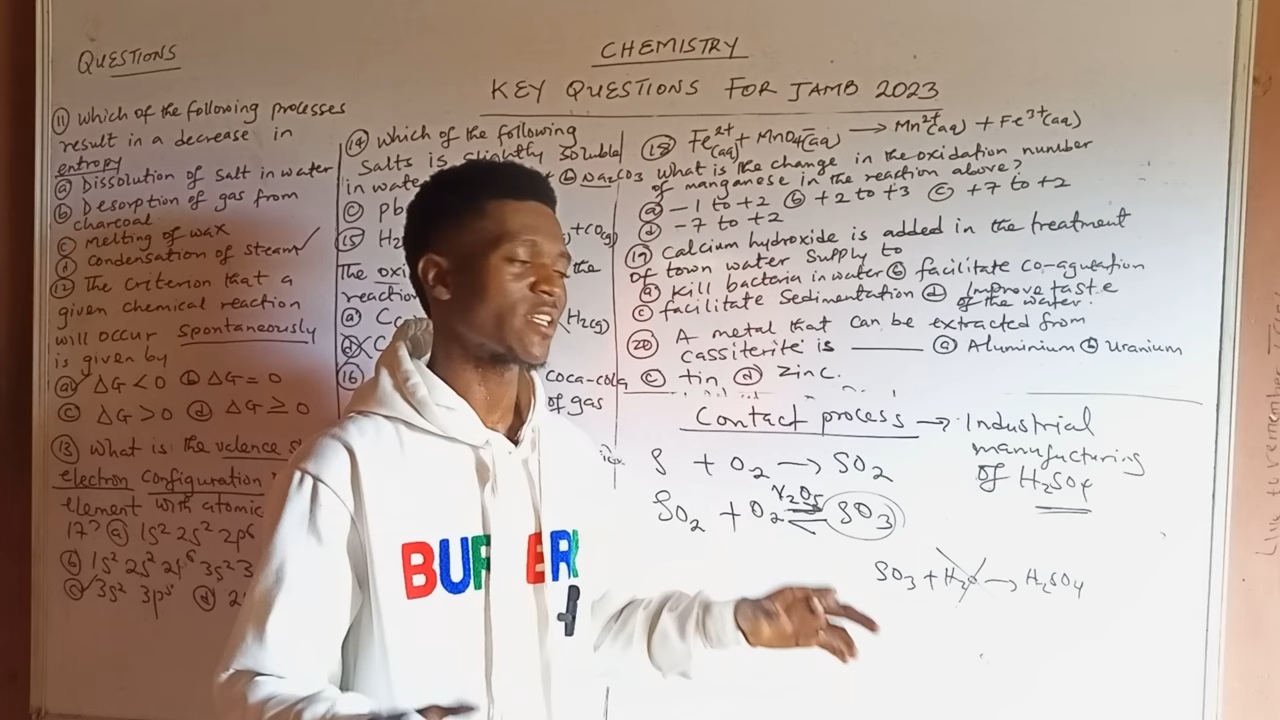 QUESTIONS
CHEMISTRY
KEY QUESTIONS FOR JAMB 2023
⑪ which of the following processes
result in a decrease in
entropy
ⓐ Dissolution of salt in water
ⓑ Desorption of gas from
charcoal
ⓒ melting of wax
ⓓ condensation of steam ✓
⑫ The criterion that a
given chemical reaction
will occur spontaneously
is given by
ⓐ ✓ ΔG < 0 ⓑ ΔG = 0
ⓒ ΔG > 0 ⓓ ΔG ≥ 0
⑬ what is the valence
electron configuration
element with atomic
17? ⓐ 1s² 2s² 2p⁶
ⓑ 1s² 2s² 2p⁶ 3s² 3
ⓒ ✓ 3s² 3p⁵ ⓓ 2
⑭ which of the following
Salts is slightly soluble
in water ⓑ Na₂CO₃
ⓒ pb
⑮ H₂ +CO(g)
The oxi the
reaction
ⓐ C H₂(g)
ⓓ C
⑯ coca-cola
of gas
⑱ Fe²⁺(aq) + MnO₄⁻(aq) → Mn²⁺(aq) + Fe³⁺(aq)
what is the change in the oxidation number
of manganese in the reaction above?
ⓐ −1 to +2 ⓑ +2 to +3 ⓒ +7 to +2
ⓓ −7 to +2
⑲ Calcium hydroxide is added in the treatment
of town water supply to
ⓐ kill bacteria in water ⓑ facilitate co-agulation
ⓒ facilitate sedimentation ⓓ Improve taste
of the water.
⑳ A metal that can be extracted from
cassiterite is ______ ⓐ Aluminium ⓑ Uranium
ⓒ tin ⓓ zinc.
Contact process → Industrial
manufacturing
of H₂SO₄
S + O₂ → SO₂
SO₂ + O₂ V₂O₅ ⇌ SO₃
SO₃ + H₂O → H₂SO₄
BUR ER